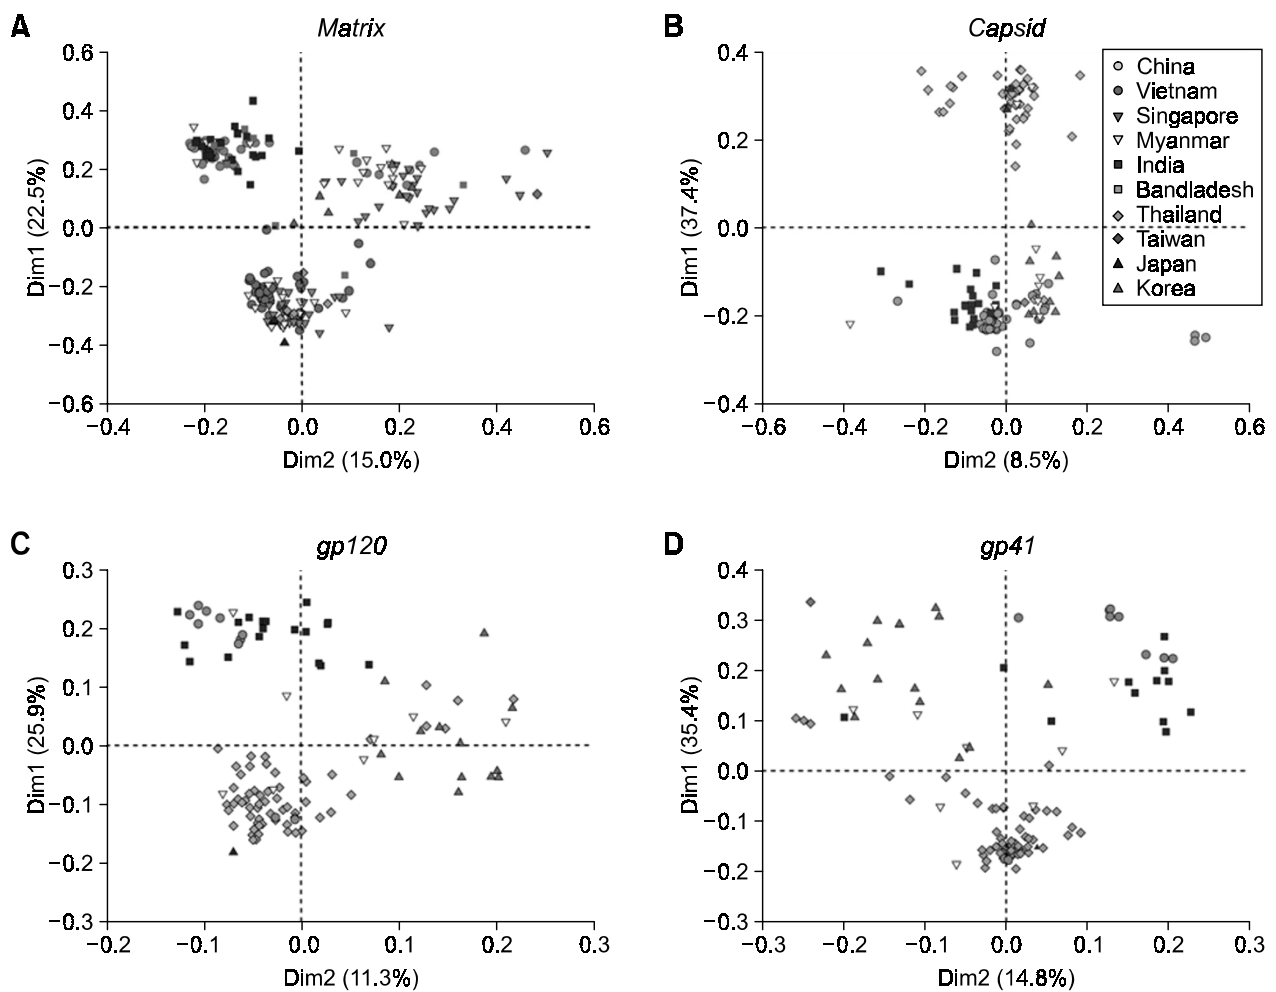 A
Matrix
0.6
0.4
0.2
0.0
−0.2
−0.4
−0.6
Dim1 (22.5%)
−0.4
−0.2
0.0
0.2
0.4
0.6
Dim2 (15.0%)
B
Capsid
0.4
0.2
0.0
−0.2
−0.4
Dim1 (37.4%)
−0.6
−0.4
−0.2
0.0
0.2
0.4
0.6
Dim2 (8.5%)
China
Vietnam
Singapore
Myanmar
India
Bandladesh
Thailand
Taiwan
Japan
Korea
C
gp120
0.3
0.2
0.1
0.0
−0.1
−0.2
−0.3
Dim1 (25.9%)
−0.2
−0.1
0.0
0.1
0.2
0.3
Dim2 (11.3%)
D
gp41
0.4
0.3
0.2
0.1
0.0
−0.1
−0.2
−0.3
Dim1 (35.4%)
−0.3
−0.2
−0.1
0.0
0.1
0.2
0.3
Dim2 (14.8%)